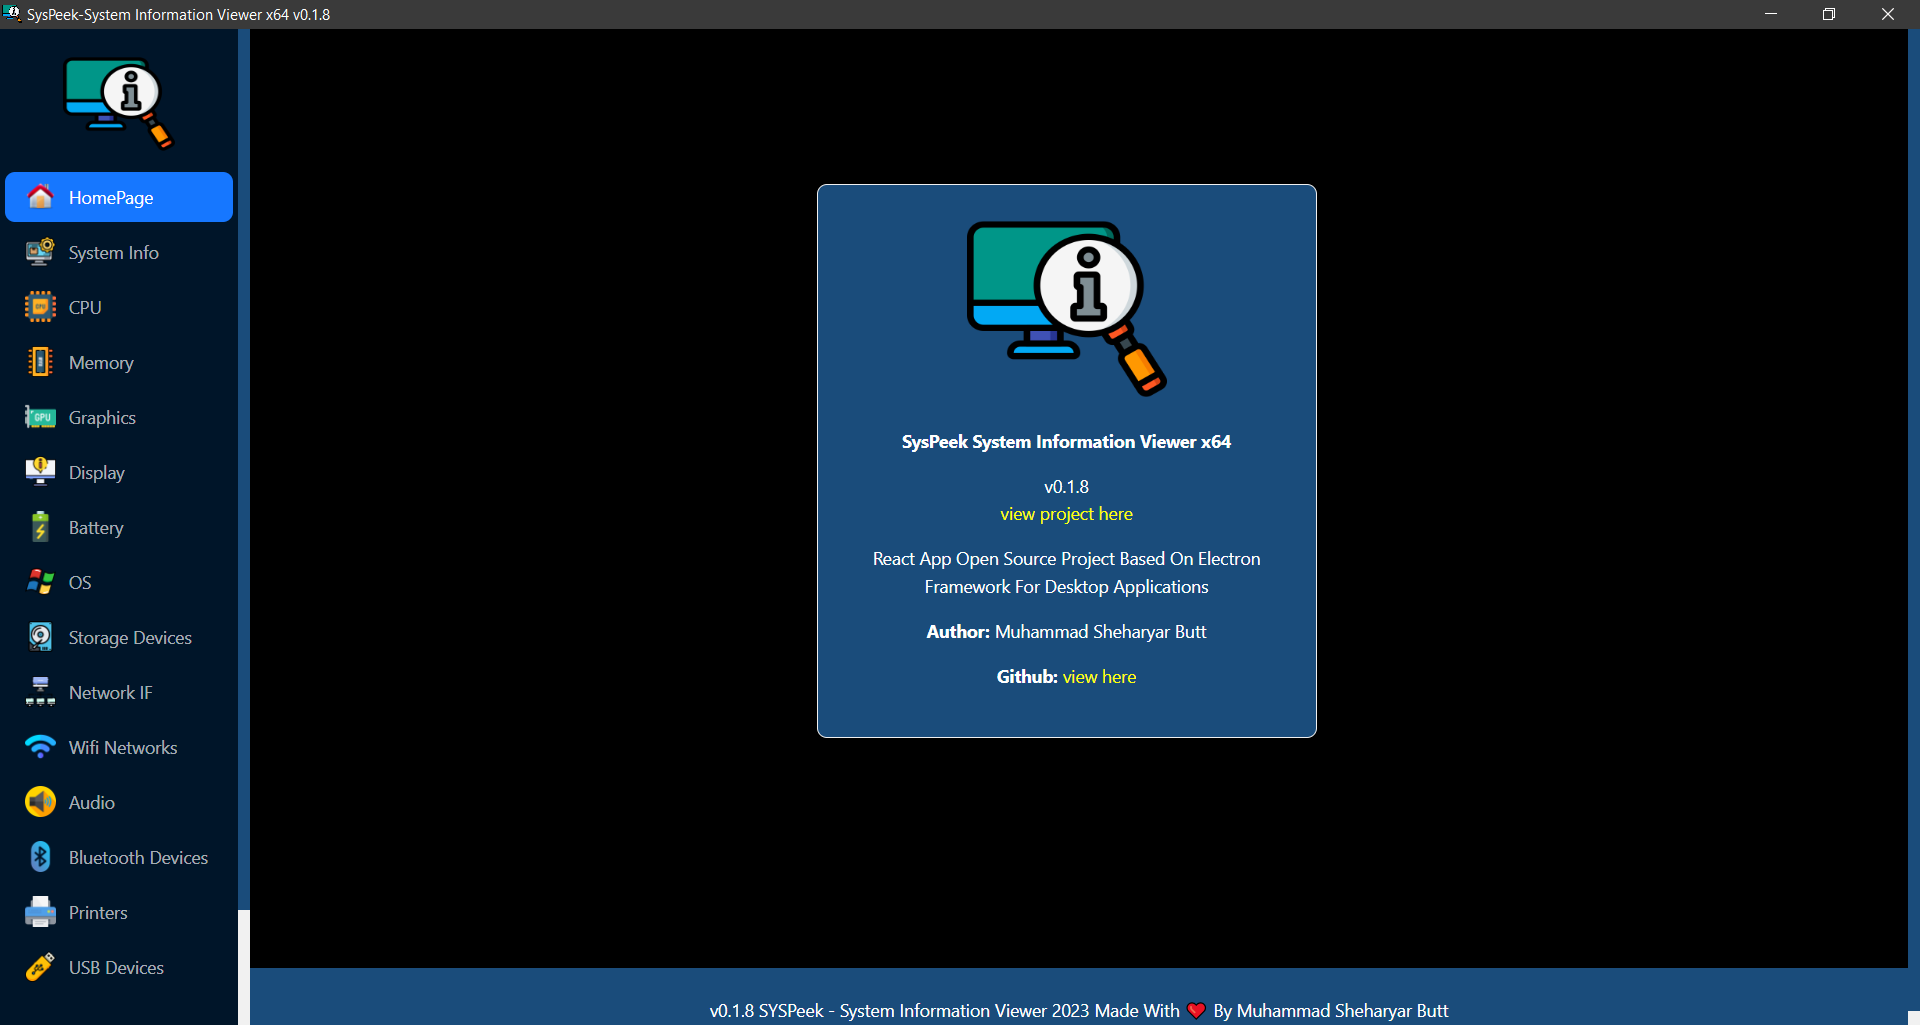 SysPeek-System Information Viewer x64 v0.1.8
HomePage
System Info
CPU
Memory
GPU
Graphics
Display
Battery
OS
Storage Devices
Network IF
Wifi Networks
Audio
Bluetooth Devices
Printers
USB Devices
SysPeek System Information Viewer x64
v0.1.8
view project here
React App Open Source Project Based On Electron
Framework For Desktop Applications
Author: Muhammad Sheharyar Butt
Github: view here
v0.1.8 SYSPeek - System Information Viewer 2023 Made With ❤️ By Muhammad Sheharyar Butt